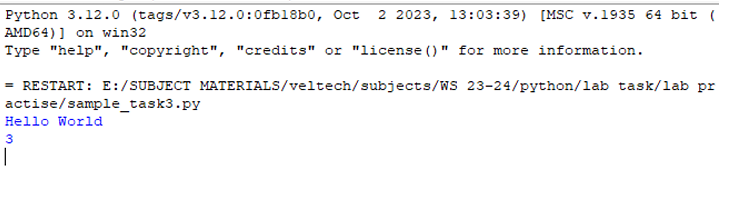 Python 3.12.0 (tags/v3.12.0:0fb18b0, Oct  2 2023, 13:03:39) [MSC v.1935 64 bit (
AMD64)] on win32
Type "help", "copyright", "credits" or "license()" for more information.
= RESTART: E:/SUBJECT MATERIALS/veltech/subjects/WS 23-24/python/lab task/lab pr
actise/sample_task3.py
Hello World
3